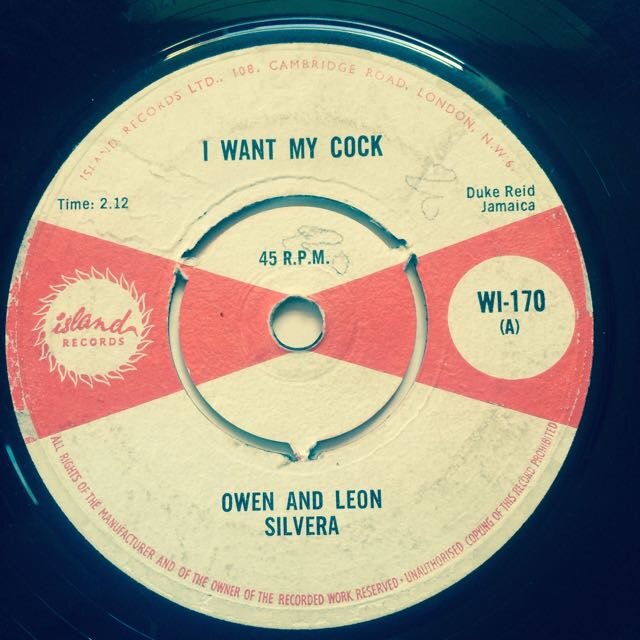 ISLAND RECORDS LTD., 108, CAMBRIDGE ROAD, LONDON, N.W.6.
I WANT MY COCK
Time: 2.12
Duke Reid
Jamaica
45 R.P.M.
island
RECORDS
WI-170
(A)
OWEN AND LEON
SILVERA
ALL RIGHTS OF THE MANUFACTURER AND OF THE OWNER OF THE RECORDED WORK RESERVED · UNAUTHORISED COPYING OF THIS RECORD PROHIBITED